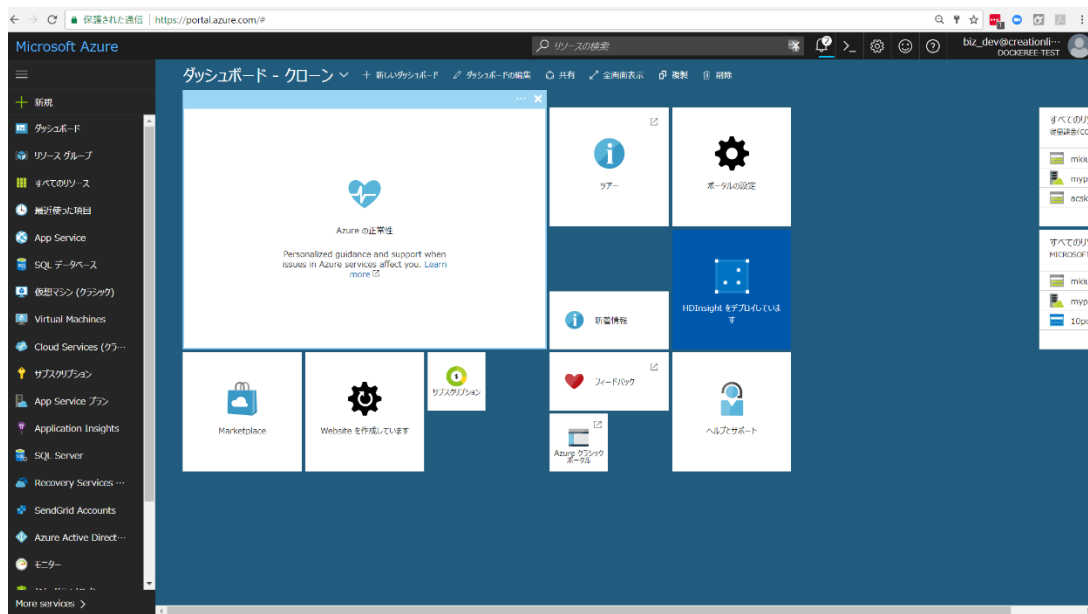 保護された通信 https://portal.azure.com/#
Microsoft Azure
リソースの検索
biz_dev@creationli…
DOCKEREE-TEST
ダッシュボード - クローン
新しいダッシュボード
ダッシュボードの編集
共有
全画面表示
複製
削除
新規
ダッシュボード
リソース グループ
すべてのリソース
最近使った項目
App Service
SQL データベース
仮想マシン (クラシック)
Virtual Machines
Cloud Services (クラ…
サブスクリプション
App Service プラン
Application Insights
SQL Server
Recovery Services …
SendGrid Accounts
Azure Active Direct…
モニター
More services
Azure の正常性
Personalized guidance and support when
issues in Azure services affect you. Learn
more
ツアー
ポータルの設定
新着情報
HDInsight をデプロイしていま
す
Marketplace
Website を作成しています
サブスクリプション
フィードバック
Azure クラシック
ポータル
ヘルプとサポート
すべてのリソ
従量課金(CC
mkiu
myp
acsk
すべてのリソ
MICROSOFT
mkiu
myp
10pc